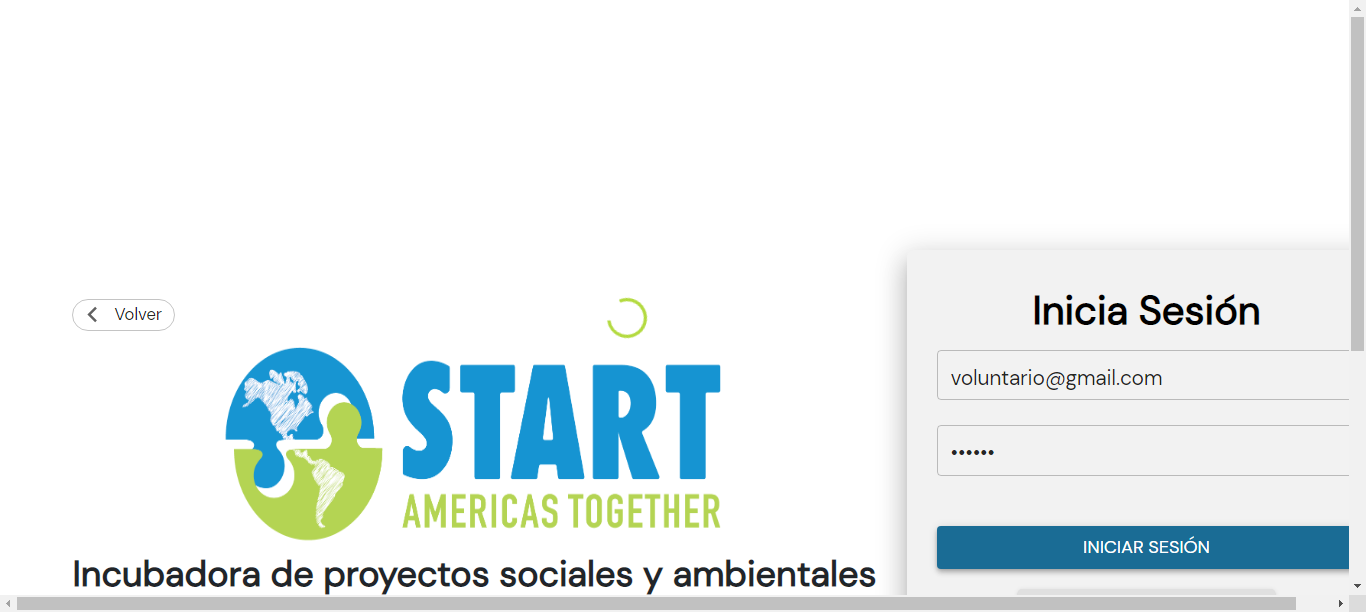 Volver
START
AMERICAS TOGETHER
Incubadora de proyectos sociales y ambientales
Inicia Sesión
voluntario@gmail.com
••••••
INICIAR SESIÓN